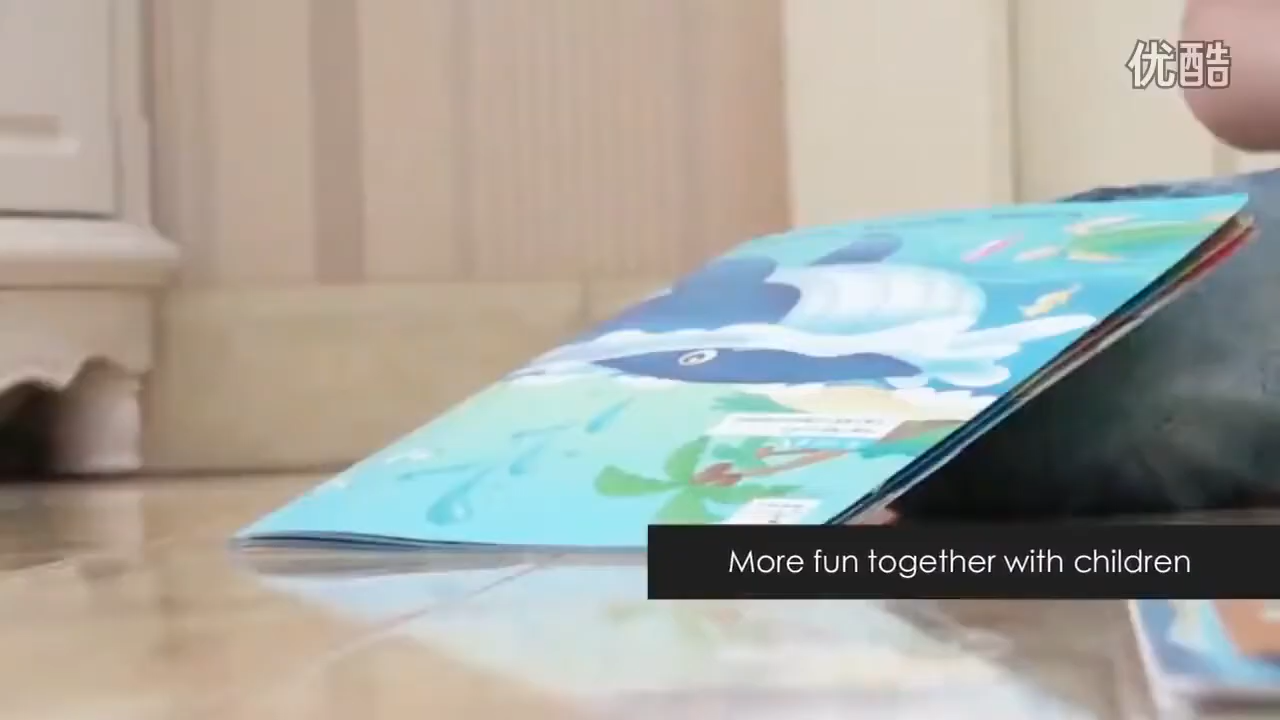 优酷
More fun together with children